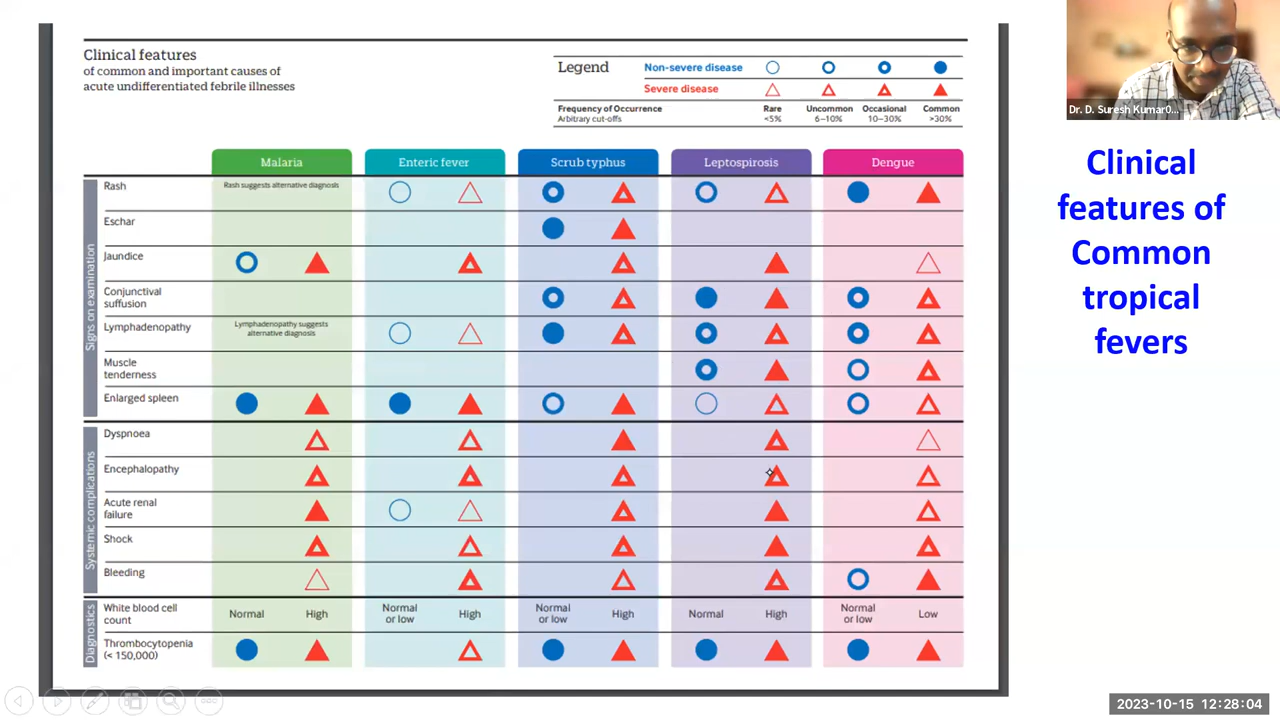 Clinical features
of common and important causes of
acute undifferentiated febrile illnesses
Legend
Non-severe disease
Severe disease
Frequency of Occurrence
Arbitrary cut-offs
Rare
<5%
Uncommon
6–10%
Occasional
10–30%
Common
>30%
Dr. D. Suresh Kumar0...
Clinical
features of
Common
tropical
fevers
Malaria
Enteric fever
Scrub typhus
Leptospirosis
Dengue
Signs on examination
Rash
Rash suggests alternative diagnosis
Eschar
Jaundice
Conjunctival
suffusion
Lymphadenopathy
Lymphadenopathy suggests
alternative diagnosis
Muscle
tenderness
Enlarged spleen
Systemic complications
Dyspnoea
Encephalopathy
Acute renal
failure
Shock
Bleeding
Diagnostics
White blood cell
count
Normal
High
Normal
or low
High
Normal
or low
High
Normal
High
Normal
or low
Low
Thrombocytopenia
(< 150,000)
2023-10-15 12:28:04